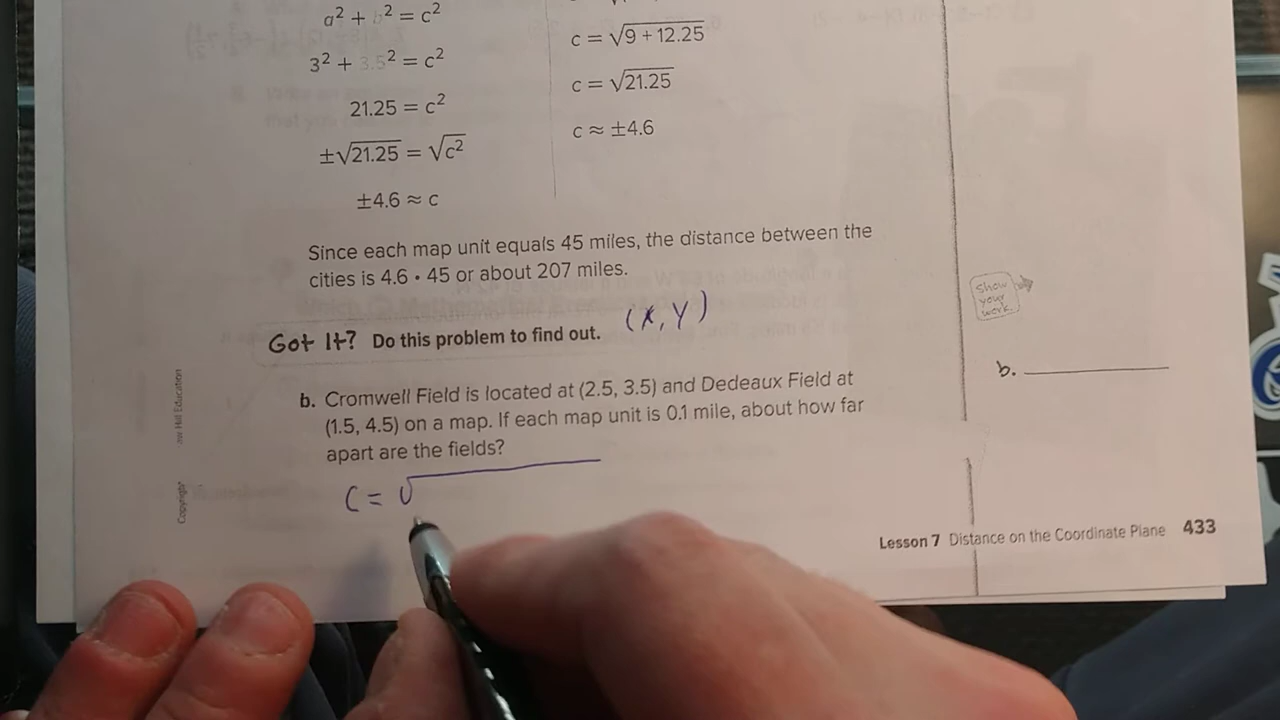 a² + b² = c²
3² + 3.5² = c²
21.25 = c²
±√21.25 = √c²
±4.6 ≈ c
c = √9 + 12.25
c = √21.25
c ≈ ±4.6
Since each map unit equals 45 miles, the distance between the
cities is 4.6 • 45 or about 207 miles.
Got It? Do this problem to find out.
(x, y)
b. Cromwell Field is located at (2.5, 3.5) and Dedeaux Field at
(1.5, 4.5) on a map. If each map unit is 0.1 mile, about how far
apart are the fields?
c = √
Show
your
work.
b.
Copyright
Hill Education
Lesson 7 Distance on the Coordinate Plane 433